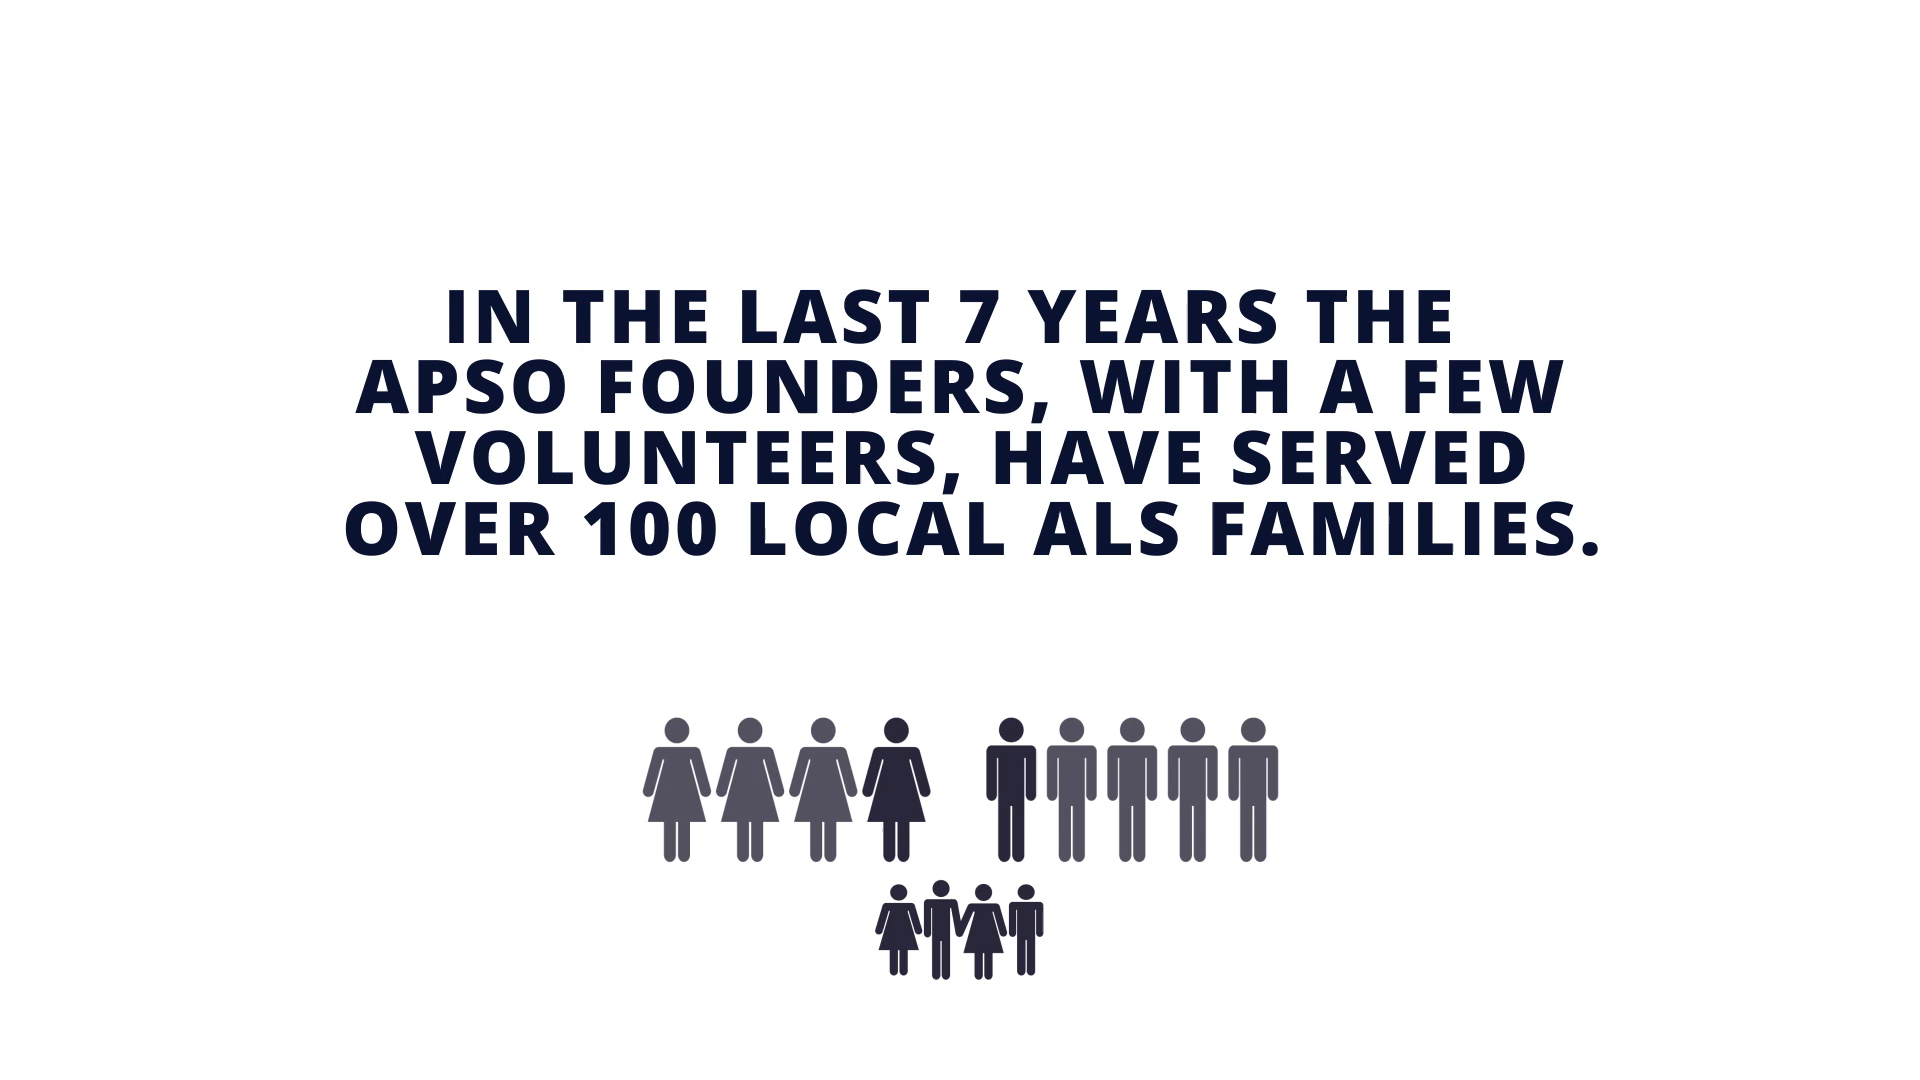 IN THE LAST 7 YEARS THE
APSO FOUNDERS, WITH A FEW
VOLUNTEERS, HAVE SERVED
OVER 100 LOCAL ALS FAMILIES.